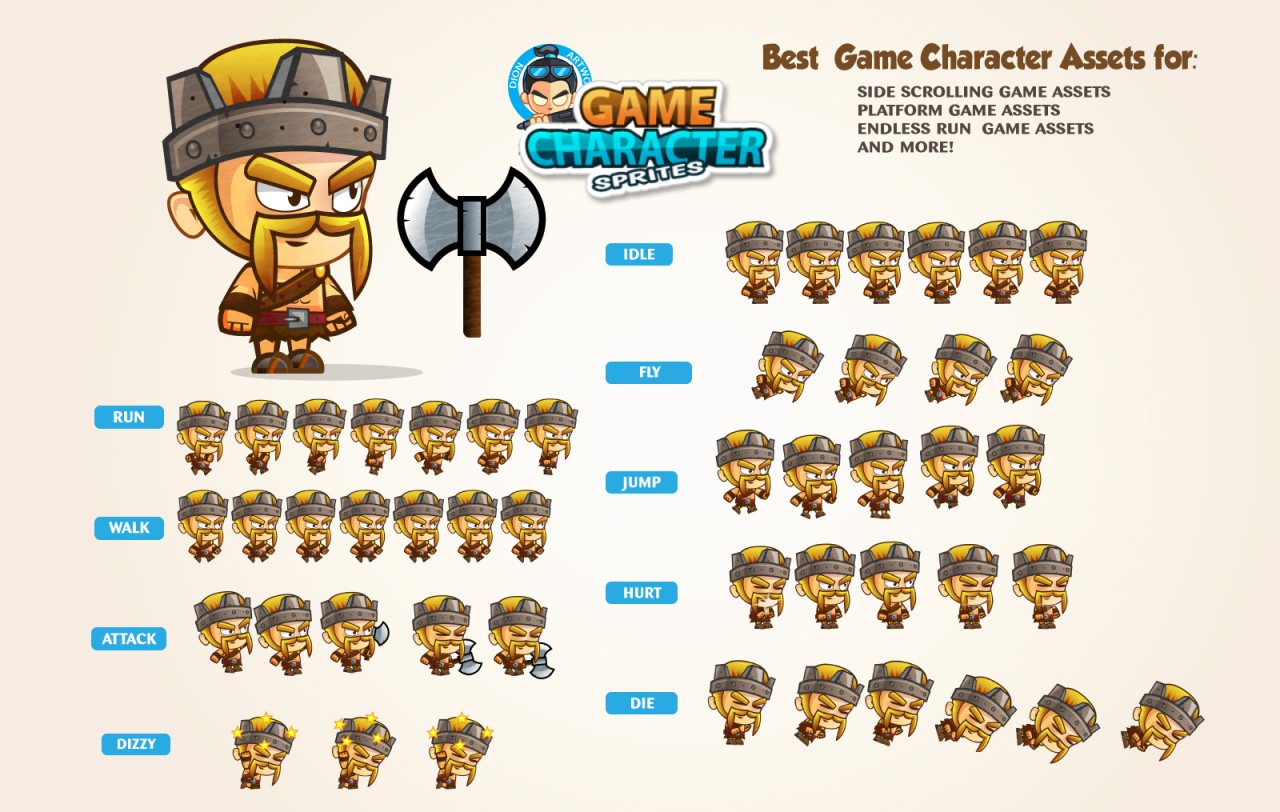 DION ARTWO
GAME
CHARACTER
SPRITES
Best Game Character Assets for:
SIDE SCROLLING GAME ASSETS
PLATFORM GAME ASSETS
ENDLESS RUN GAME ASSETS
AND MORE!
RUN
WALK
ATTACK
DIZZY
IDLE
FLY
JUMP
HURT
DIE